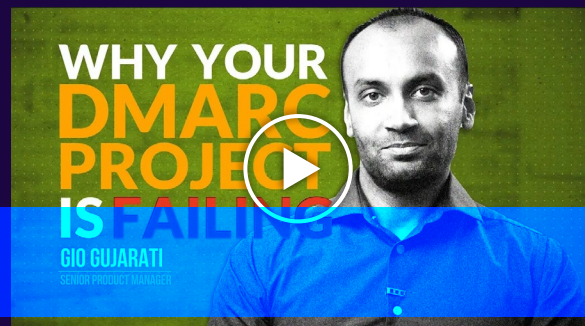 WHY YOUR
DMARC
PROJECT
IS FAILING
GIO GUJARATI
SENIOR PRODUCT MANAGER